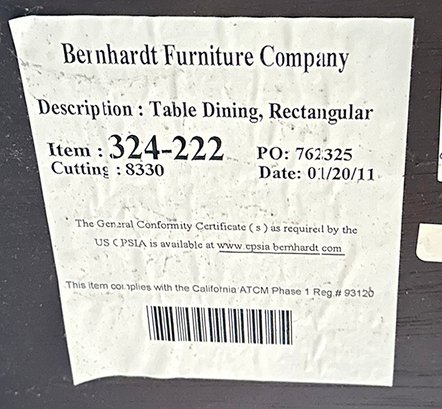 Bernhardt Furniture Company
Description : Table Dining, Rectangular
Item : 324-222 PO: 762325
Cutting : 8330 Date: 01/20/11
The General Conformity Certificate ( s ) as required by the
US CPSIA is available at www.cpsia bernhardt com
This item complies with the California ATCM Phase 1 Reg.# 93120